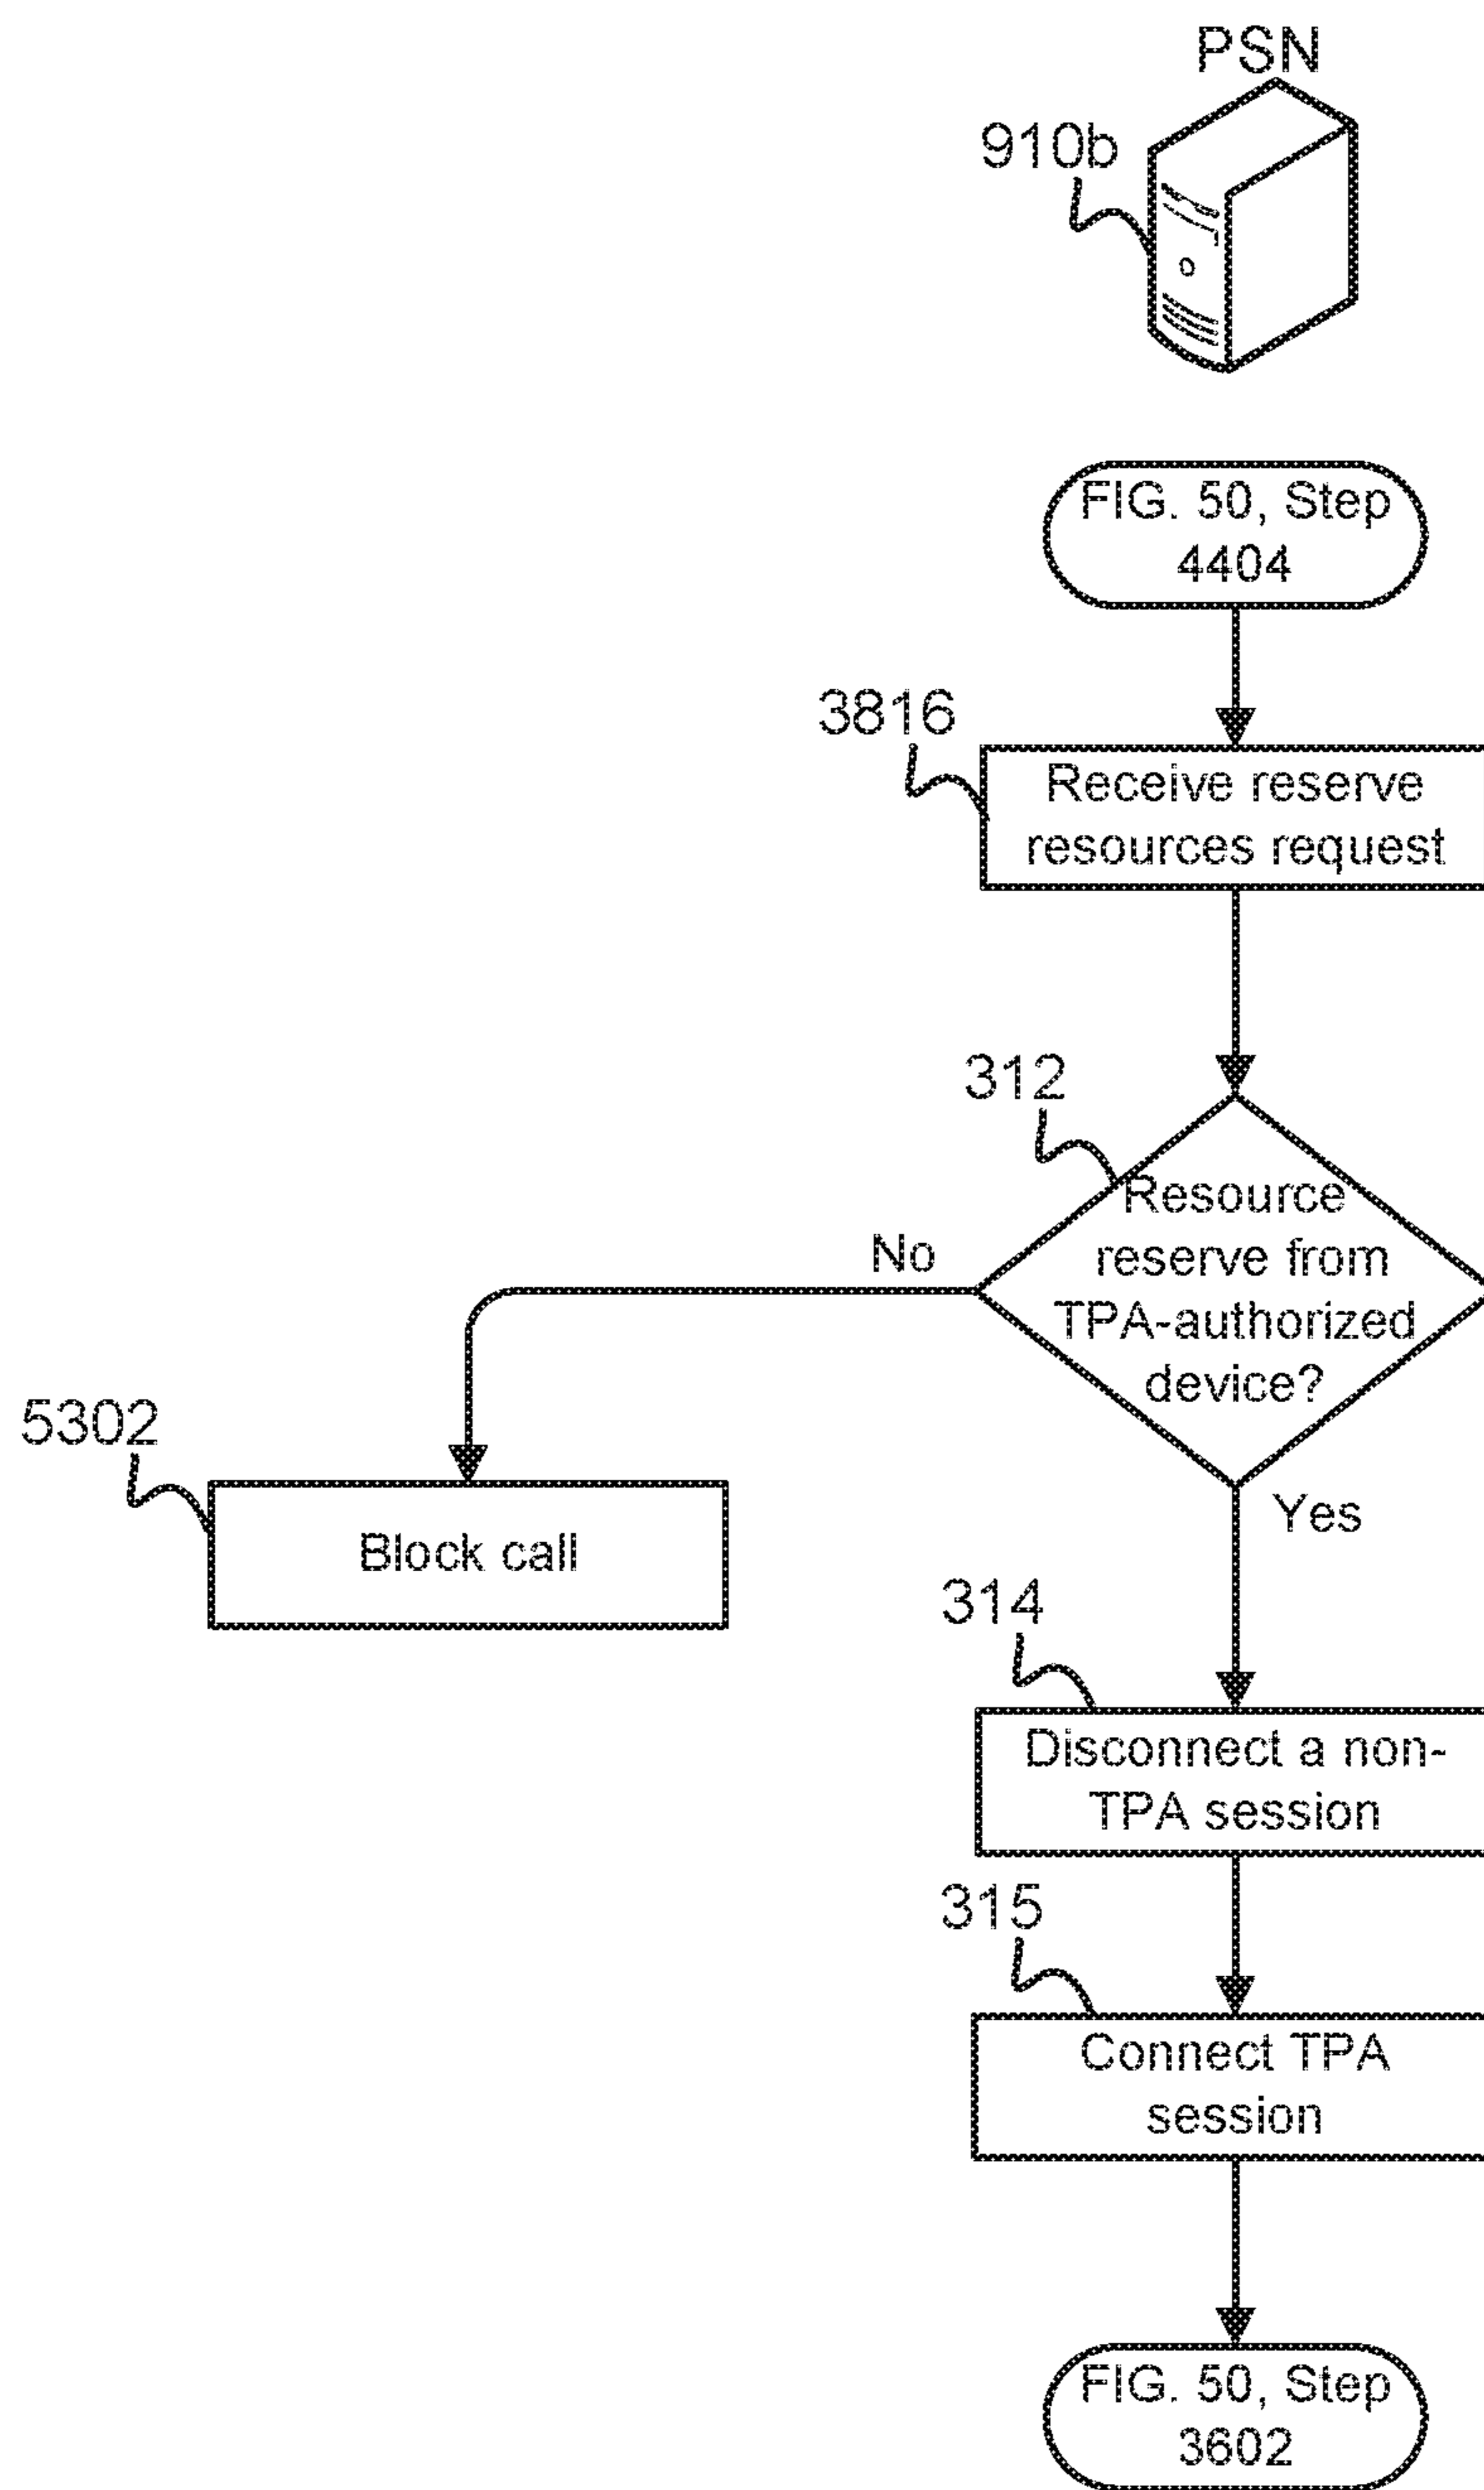 PSN
910b
FIG. 50, Step
4404
3816
Receive reserve
resources request
312
Resource
reserve from
TPA-authorized
device?
No
5302
Block call
Yes
314
Disconnect a non-
TPA session
315
Connect TPA
session
FIG. 50, Step
3602